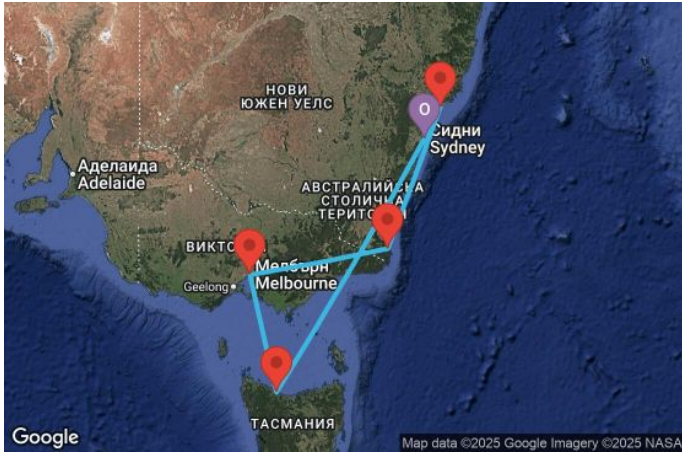 НОВИ
ЮЖЕН УЕЛС
O
Сидни
Sydney
Аделаида
Adelaide
АВСТРАЛИЙСКА
СТОЛИЧНА
ТЕРИТОРИЯ
ВИКТОРИЯ
Мелбърн
Melbourne
Geelong
ТАСМАНИЯ
Google
Map data ©2025 Google Imagery ©2025 NASA